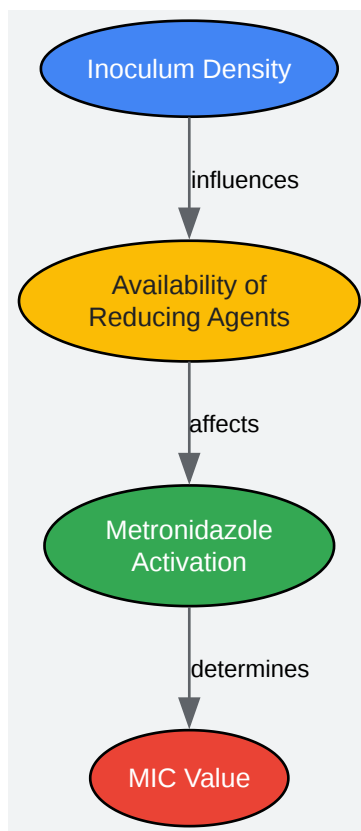 Inoculum Density
influences
Availability of
Reducing Agents
affects
Metronidazole
Activation
determines
MIC Value